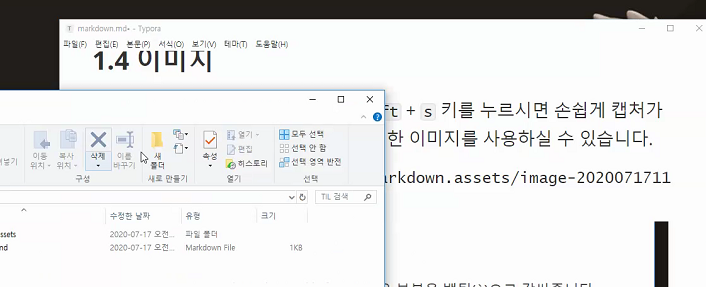 markdown.md• - Typora
파일(F) 편집(E) 본문(P) 서식(O) 보기(V) 테마(T) 도움말(H)
1.4 이미지
ft + s 키를 누르시면 손쉽게 캡처가
한 이미지를 사용하실 수 있습니다.
arkdown.assets/image-2020071711
이동 위치 복사 위치 삭제 이름 바꾸기 새 폴더 속성 열기 편집 히스토리 모두 선택 선택 안 함 선택 영역 반전
구성 새로 만들기 열기 선택
TIL 검색
수정한 날짜 유형 크기
ssets 2020-07-17 오전... 파일 폴더
nd 2020-07-17 오전... Markdown File 1KB